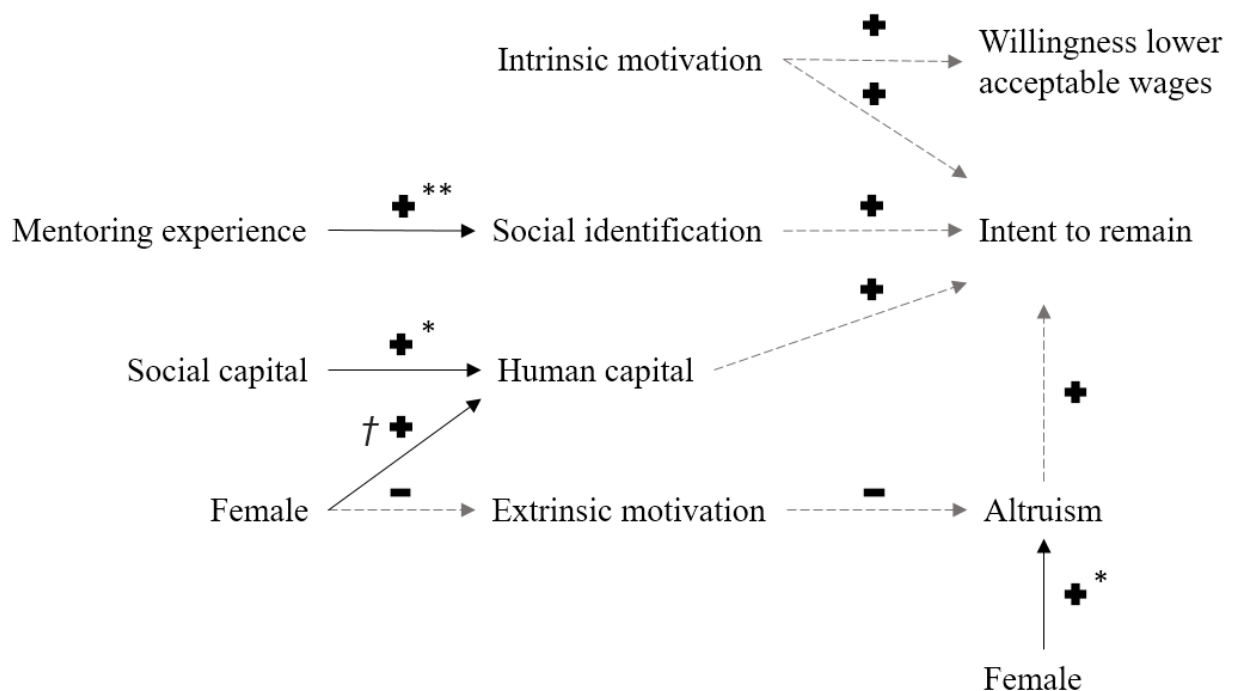 +
Intrinsic motivation
Willingness lower
acceptable wages
+
+ **
+
Mentoring experience
Social identification
Intent to remain
+
+ *
Social capital
Human capital
† +
+
−
−
Female
Extrinsic motivation
Altruism
+ *
Female